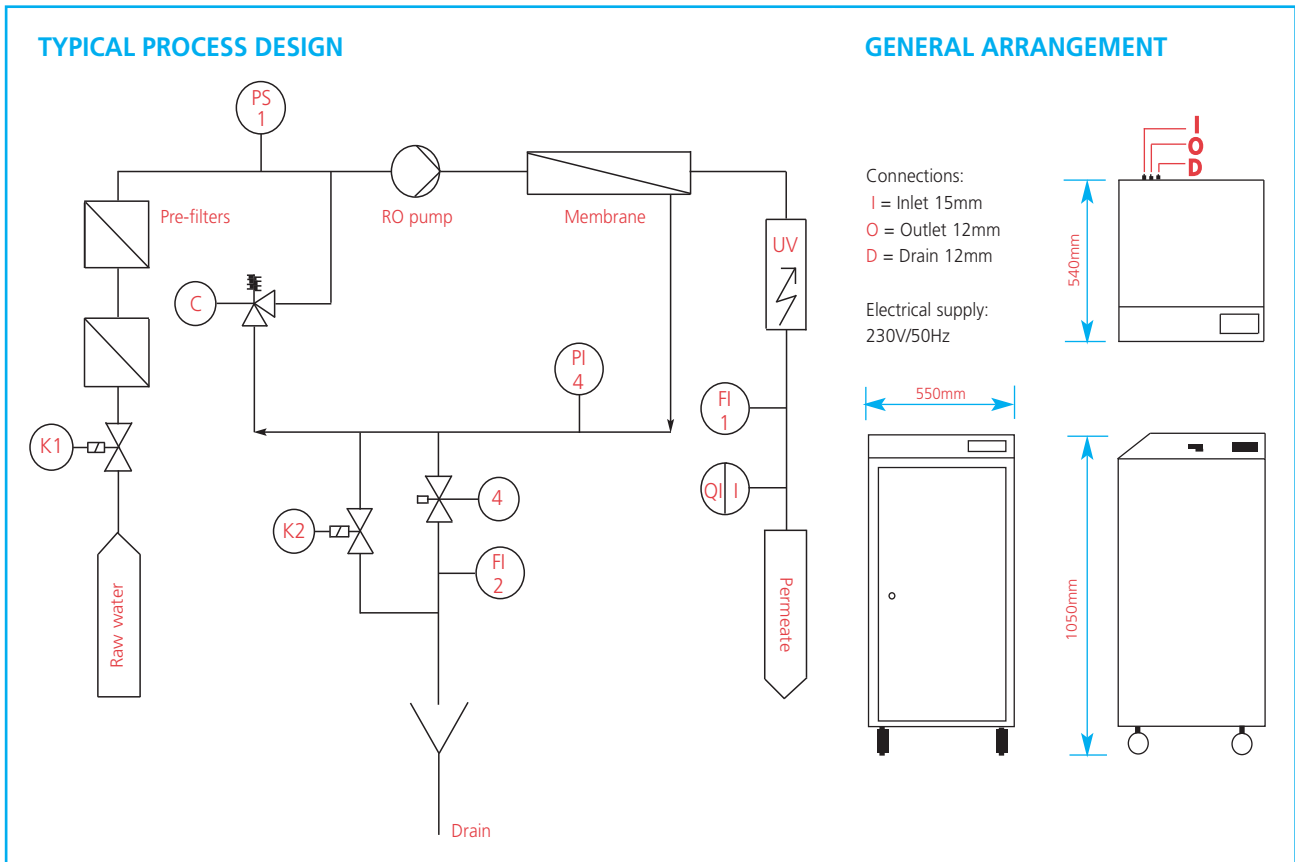 TYPICAL PROCESS DESIGN
PS
1
Pre-filters
RO pump
Membrane
UV
C
PI
4
FI
1
K1
QI I
K2
4
FI
2
Raw water
Permeate
Drain
GENERAL ARRANGEMENT
I
O
D
Connections:
I = Inlet 15mm
O = Outlet 12mm
D = Drain 12mm
Electrical supply:
230V/50Hz
540mm
550mm
1050mm